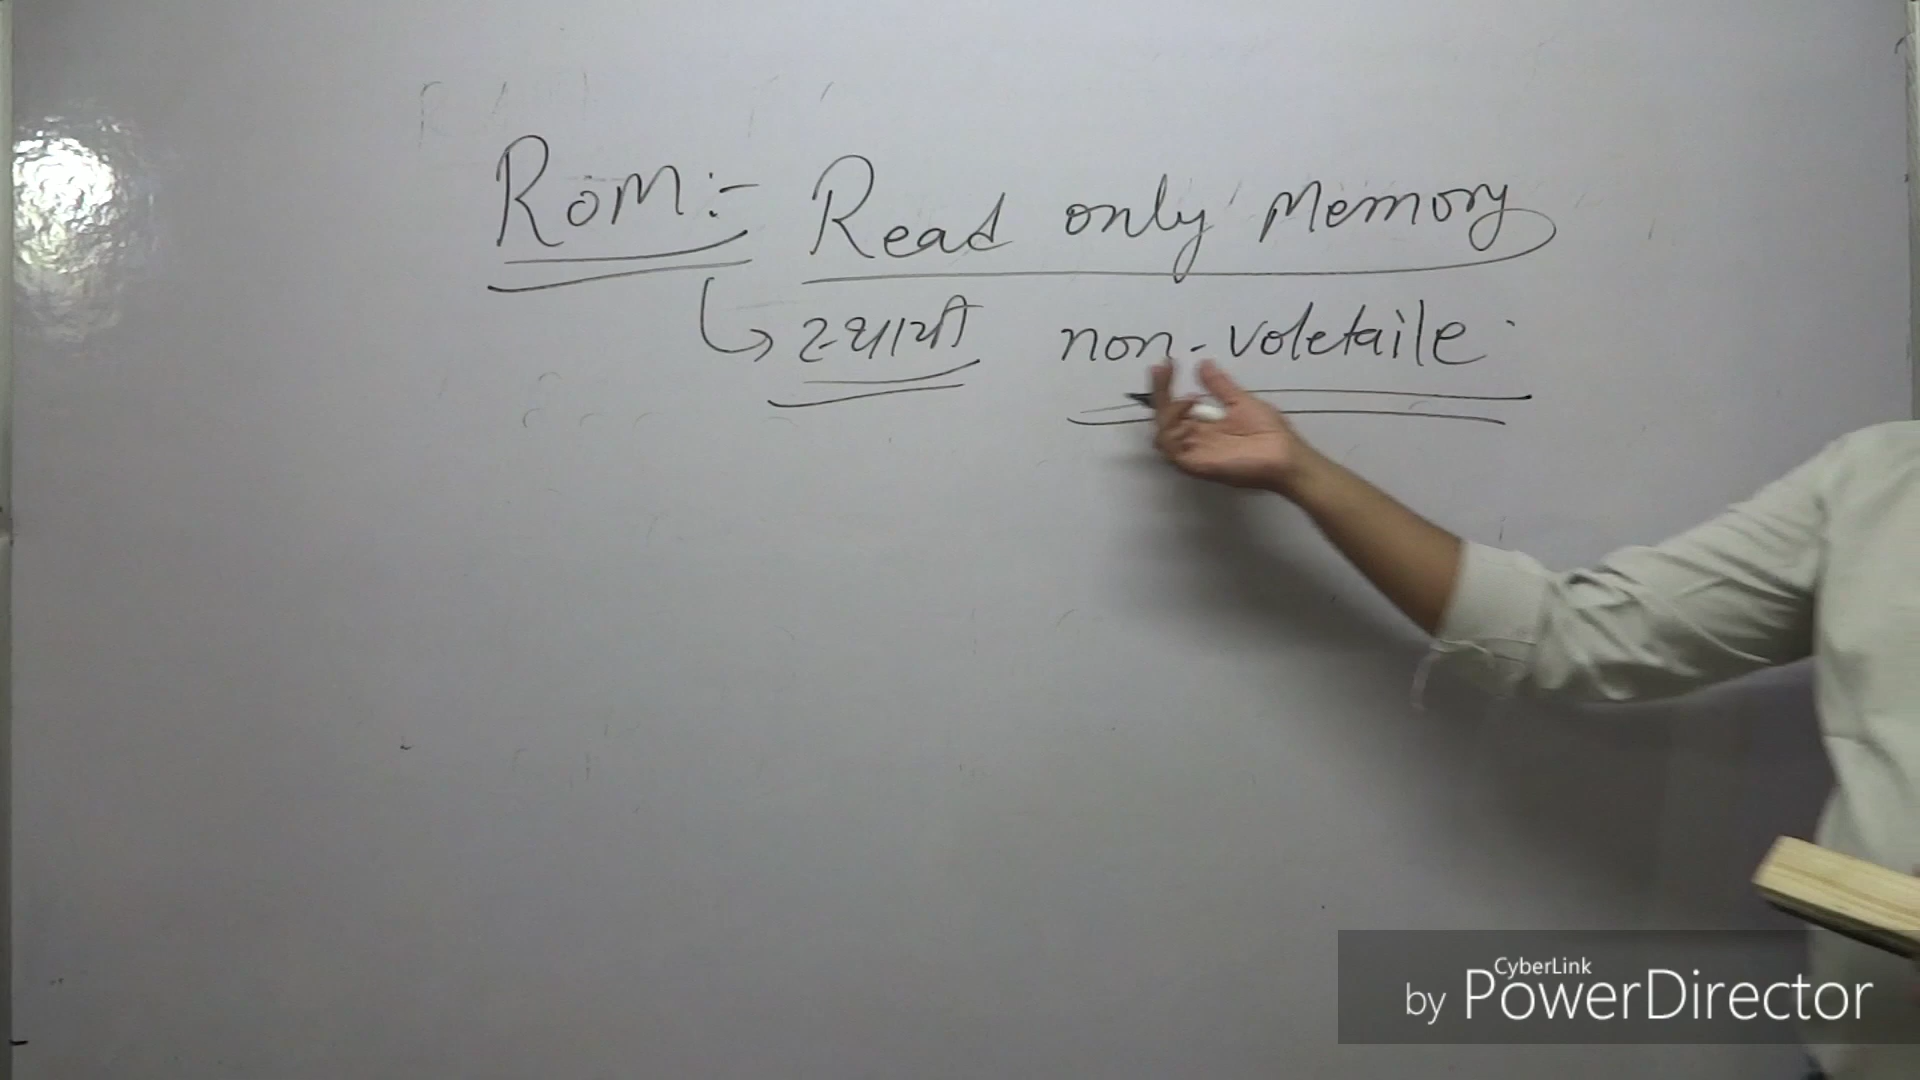 ROM:- Read only Memory
स्थायी non-voletaile
CyberLink
by PowerDirector